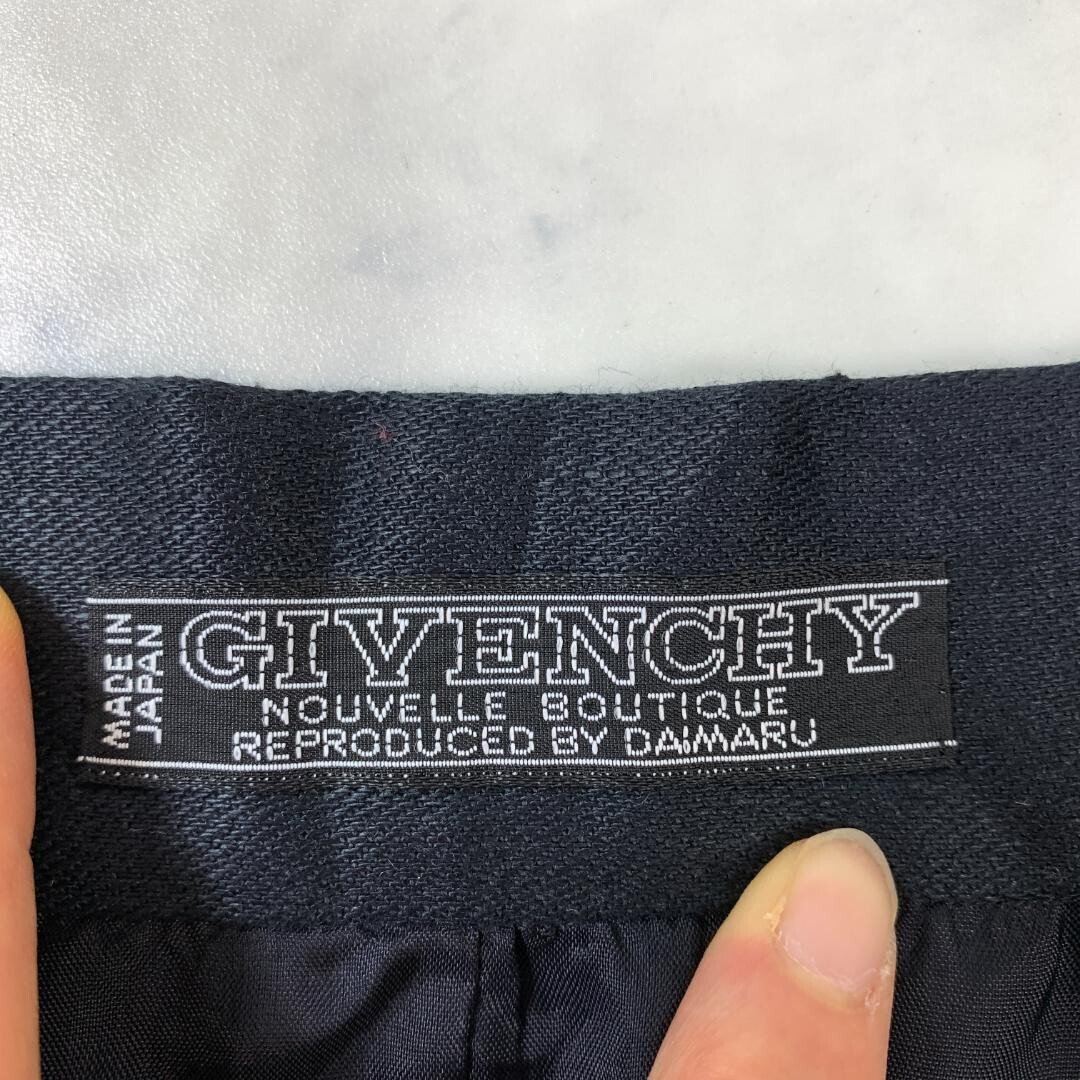 MADE IN
JAPAN
GIVENCHY
NOUVELLE BOUTIQUE
REPRODUCED BY DAIMARU